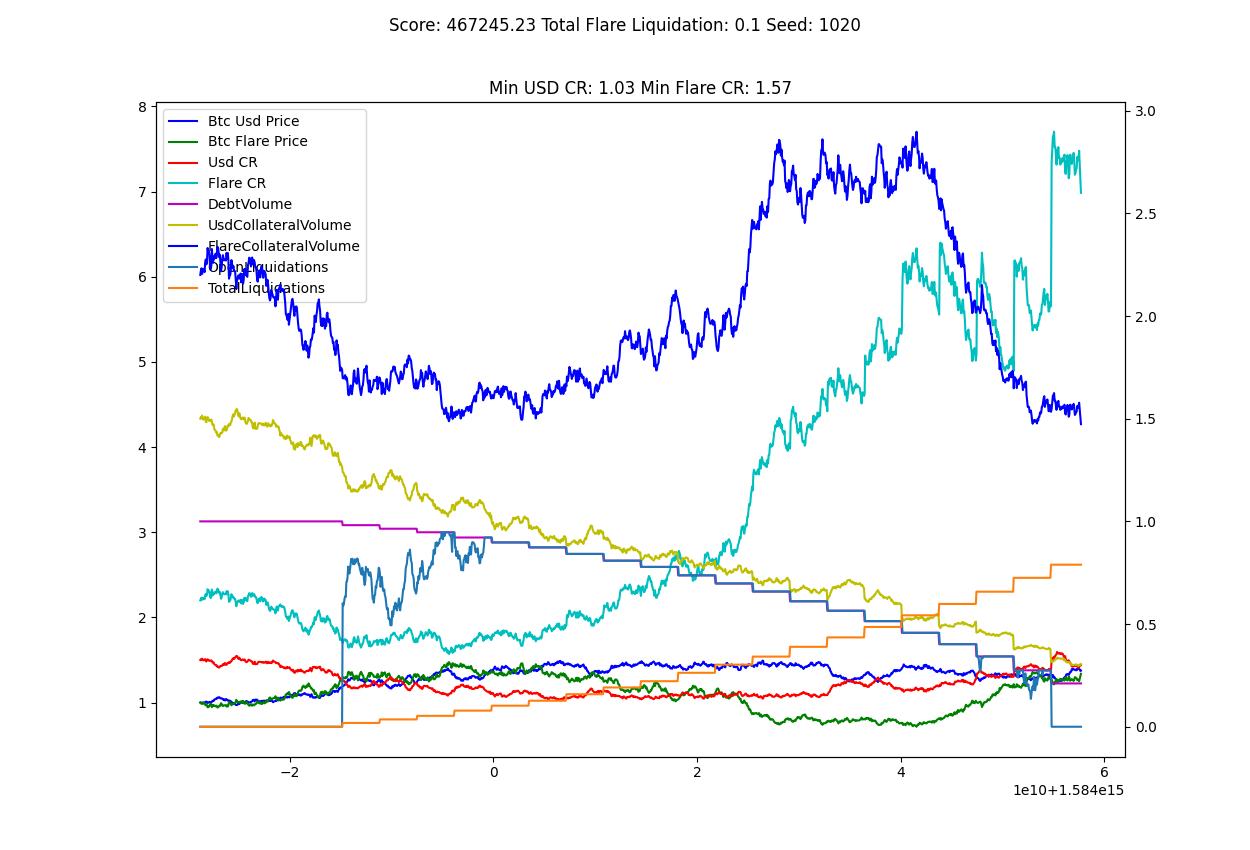 Score: 467245.23 Total Flare Liquidation: 0.1 Seed: 1020
Min USD CR: 1.03 Min Flare CR: 1.57
Btc Usd Price
Btc Flare Price
Usd CR
Flare CR
DebtVolume
UsdCollateralVolume
FlareCollateralVolume
OpenLiquidations
TotalLiquidations
8
7
6
5
4
3
2
1
3.0
2.5
2.0
1.5
1.0
0.5
0.0
−2
0
2
4
6
1e10+1.584e15